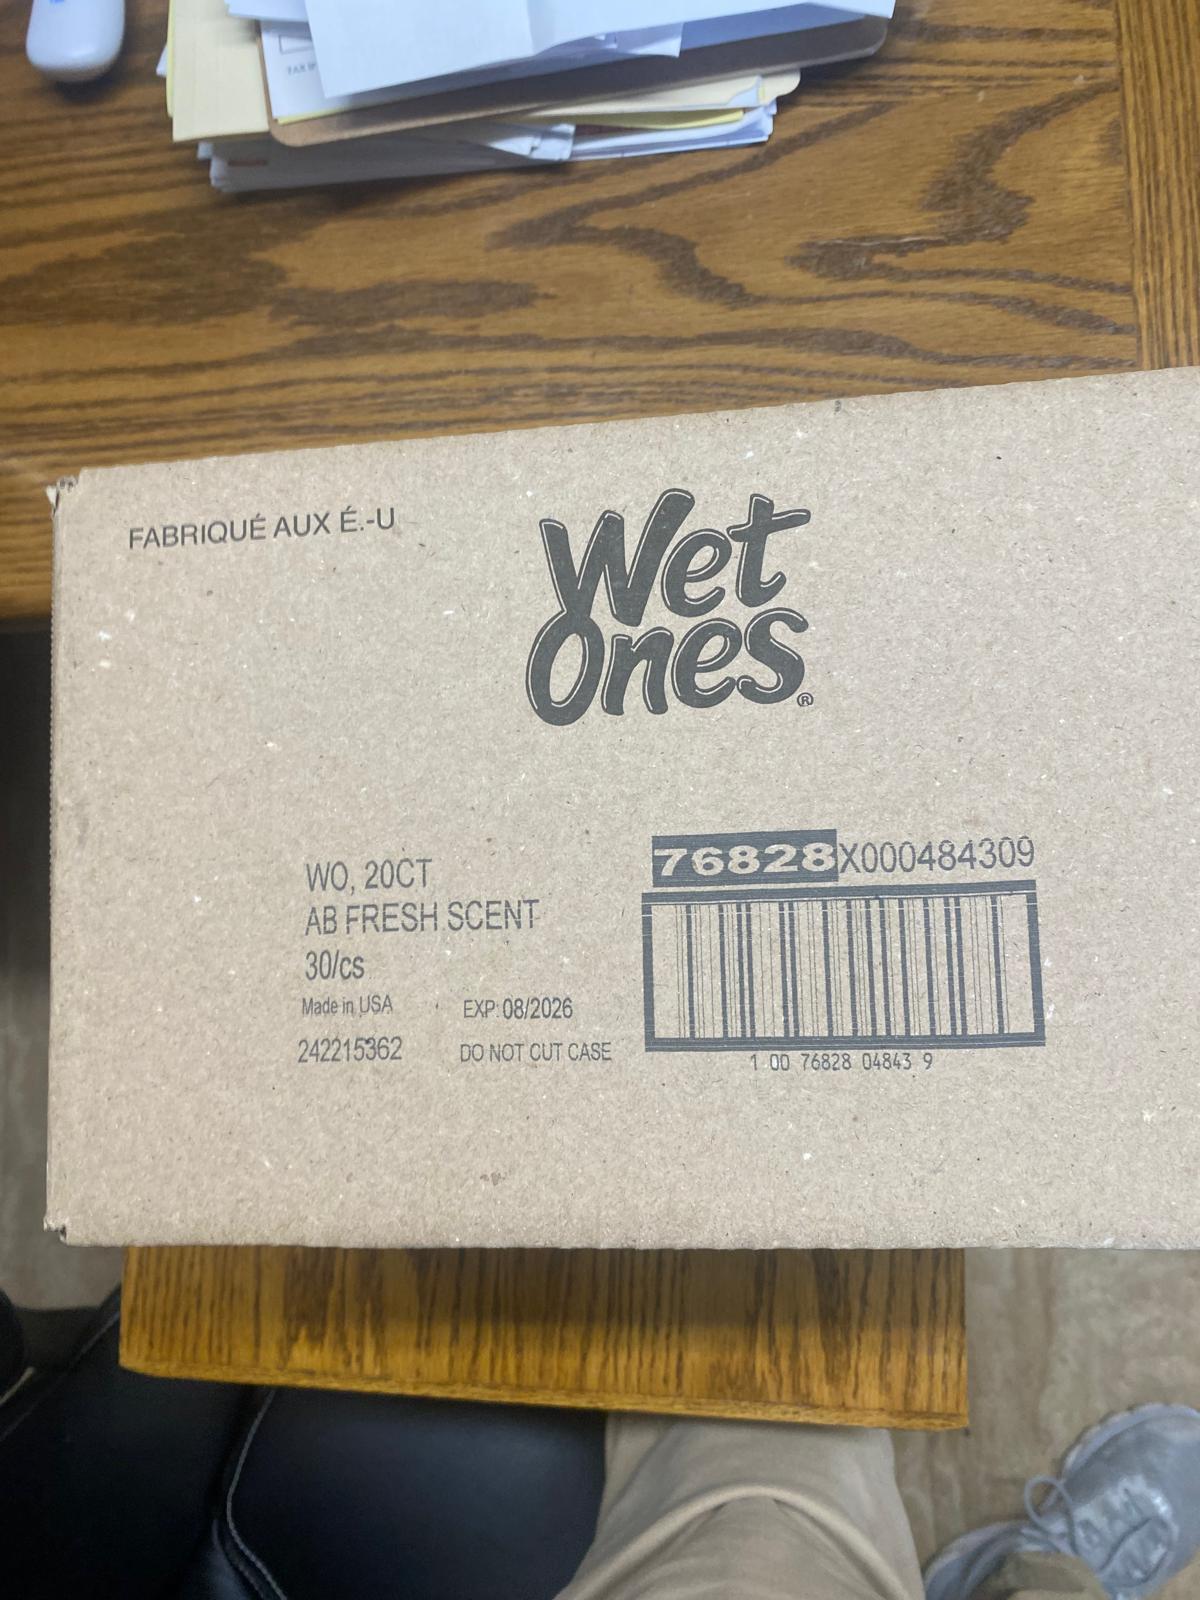 TAX
FABRIQUÉ AUX É.-U
Wet
Ones®
WO, 20CT
AB FRESH SCENT
30/cs
Made in USA EXP: 08/2026
242215362 DO NOT CUT CASE
76828X000484309
1 00 76828 04843 9